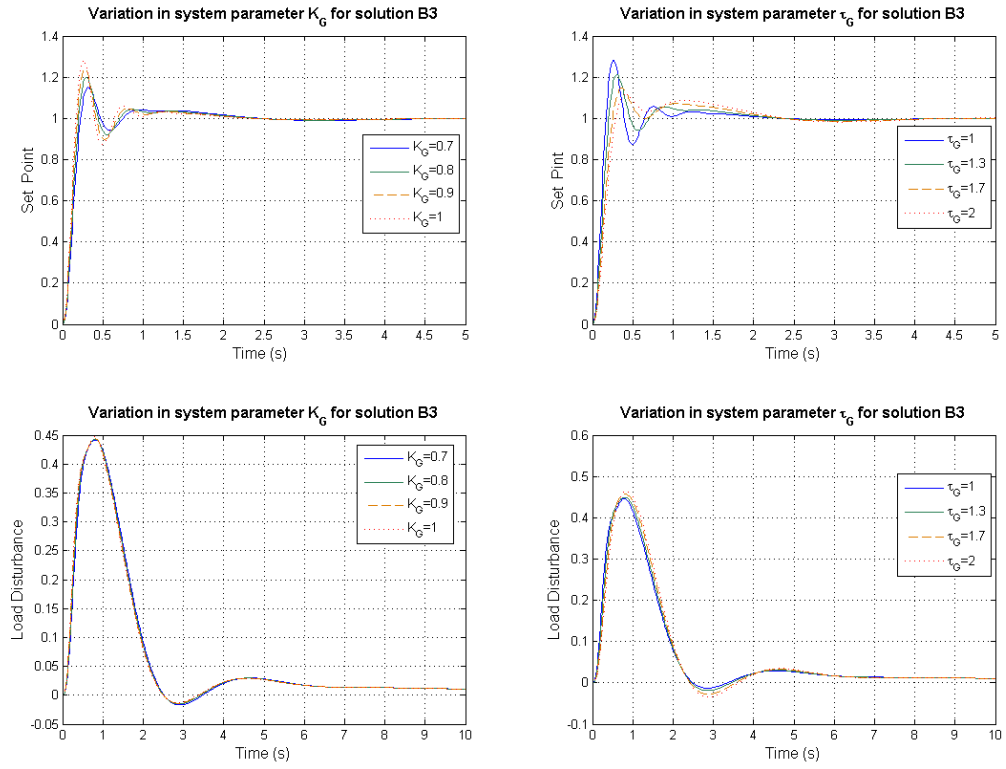 Variation in system parameter K_G for solution B3
1.4
1.2
1
0.8
0.6
0.4
0.2
0
Set Point
K_G=0.7
K_G=0.8
K_G=0.9
K_G=1
0 0.5 1 1.5 2 2.5 3 3.5 4 4.5 5
Time (s)
Variation in system parameter τ_G for solution B3
1.4
1.2
1
0.8
0.6
0.4
0.2
0
Set Pint
τ_G=1
τ_G=1.3
τ_G=1.7
τ_G=2
0 0.5 1 1.5 2 2.5 3 3.5 4 4.5 5
Time (s)
Variation in system parameter K_G for solution B3
0.45
0.4
0.35
0.3
0.25
0.2
0.15
0.1
0.05
0
-0.05
Load Disturbance
K_G=0.7
K_G=0.8
K_G=0.9
K_G=1
0 1 2 3 4 5 6 7 8 9 10
Time (s)
Variation in system parameter τ_G for solution B3
0.6
0.5
0.4
0.3
0.2
0.1
0
-0.1
Load Disturbance
τ_G=1
τ_G=1.3
τ_G=1.7
τ_G=2
0 1 2 3 4 5 6 7 8 9 10
Time (s)